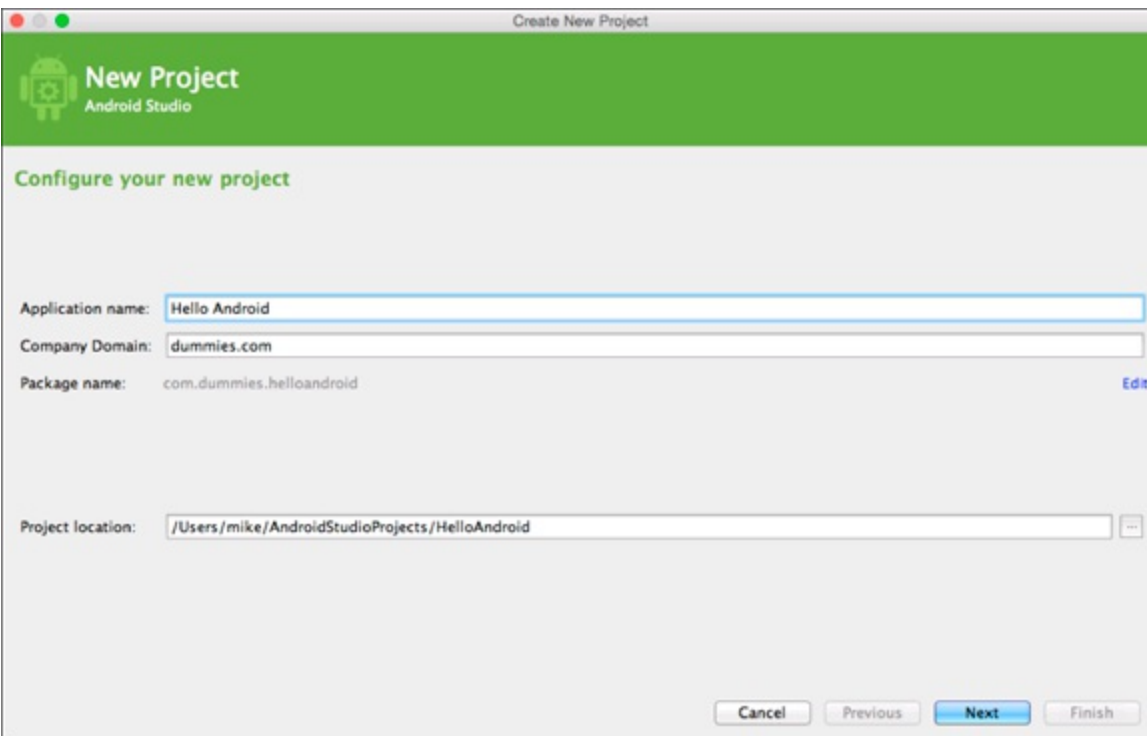 Create New Project
New Project
Android Studio
Configure your new project
Application name: Hello Android
Company Domain: dummies.com
Package name: com.dummies.helloandroid Edit
Project location: /Users/mike/AndroidStudioProjects/HelloAndroid ...
Cancel Previous Next Finish